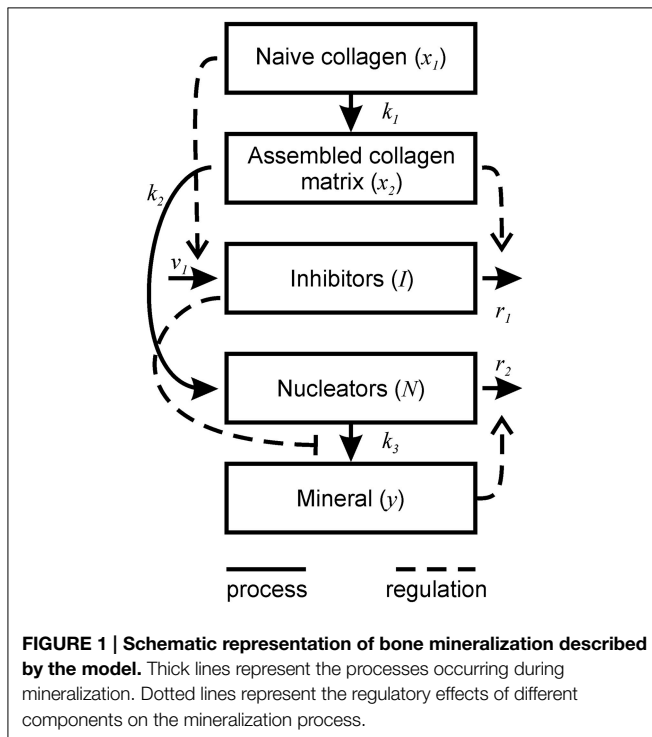 Naive collagen (x1)
k1
Assembled collagen
matrix (x2)
k2
v1
Inhibitors (I)
r1
r2
Nucleators (N)
k3
Mineral (y)
process
regulation
FIGURE 1 | Schematic representation of bone mineralization described
by the model. Thick lines represent the processes occurring during
mineralization. Dotted lines represent the regulatory effects of different
components on the mineralization process.